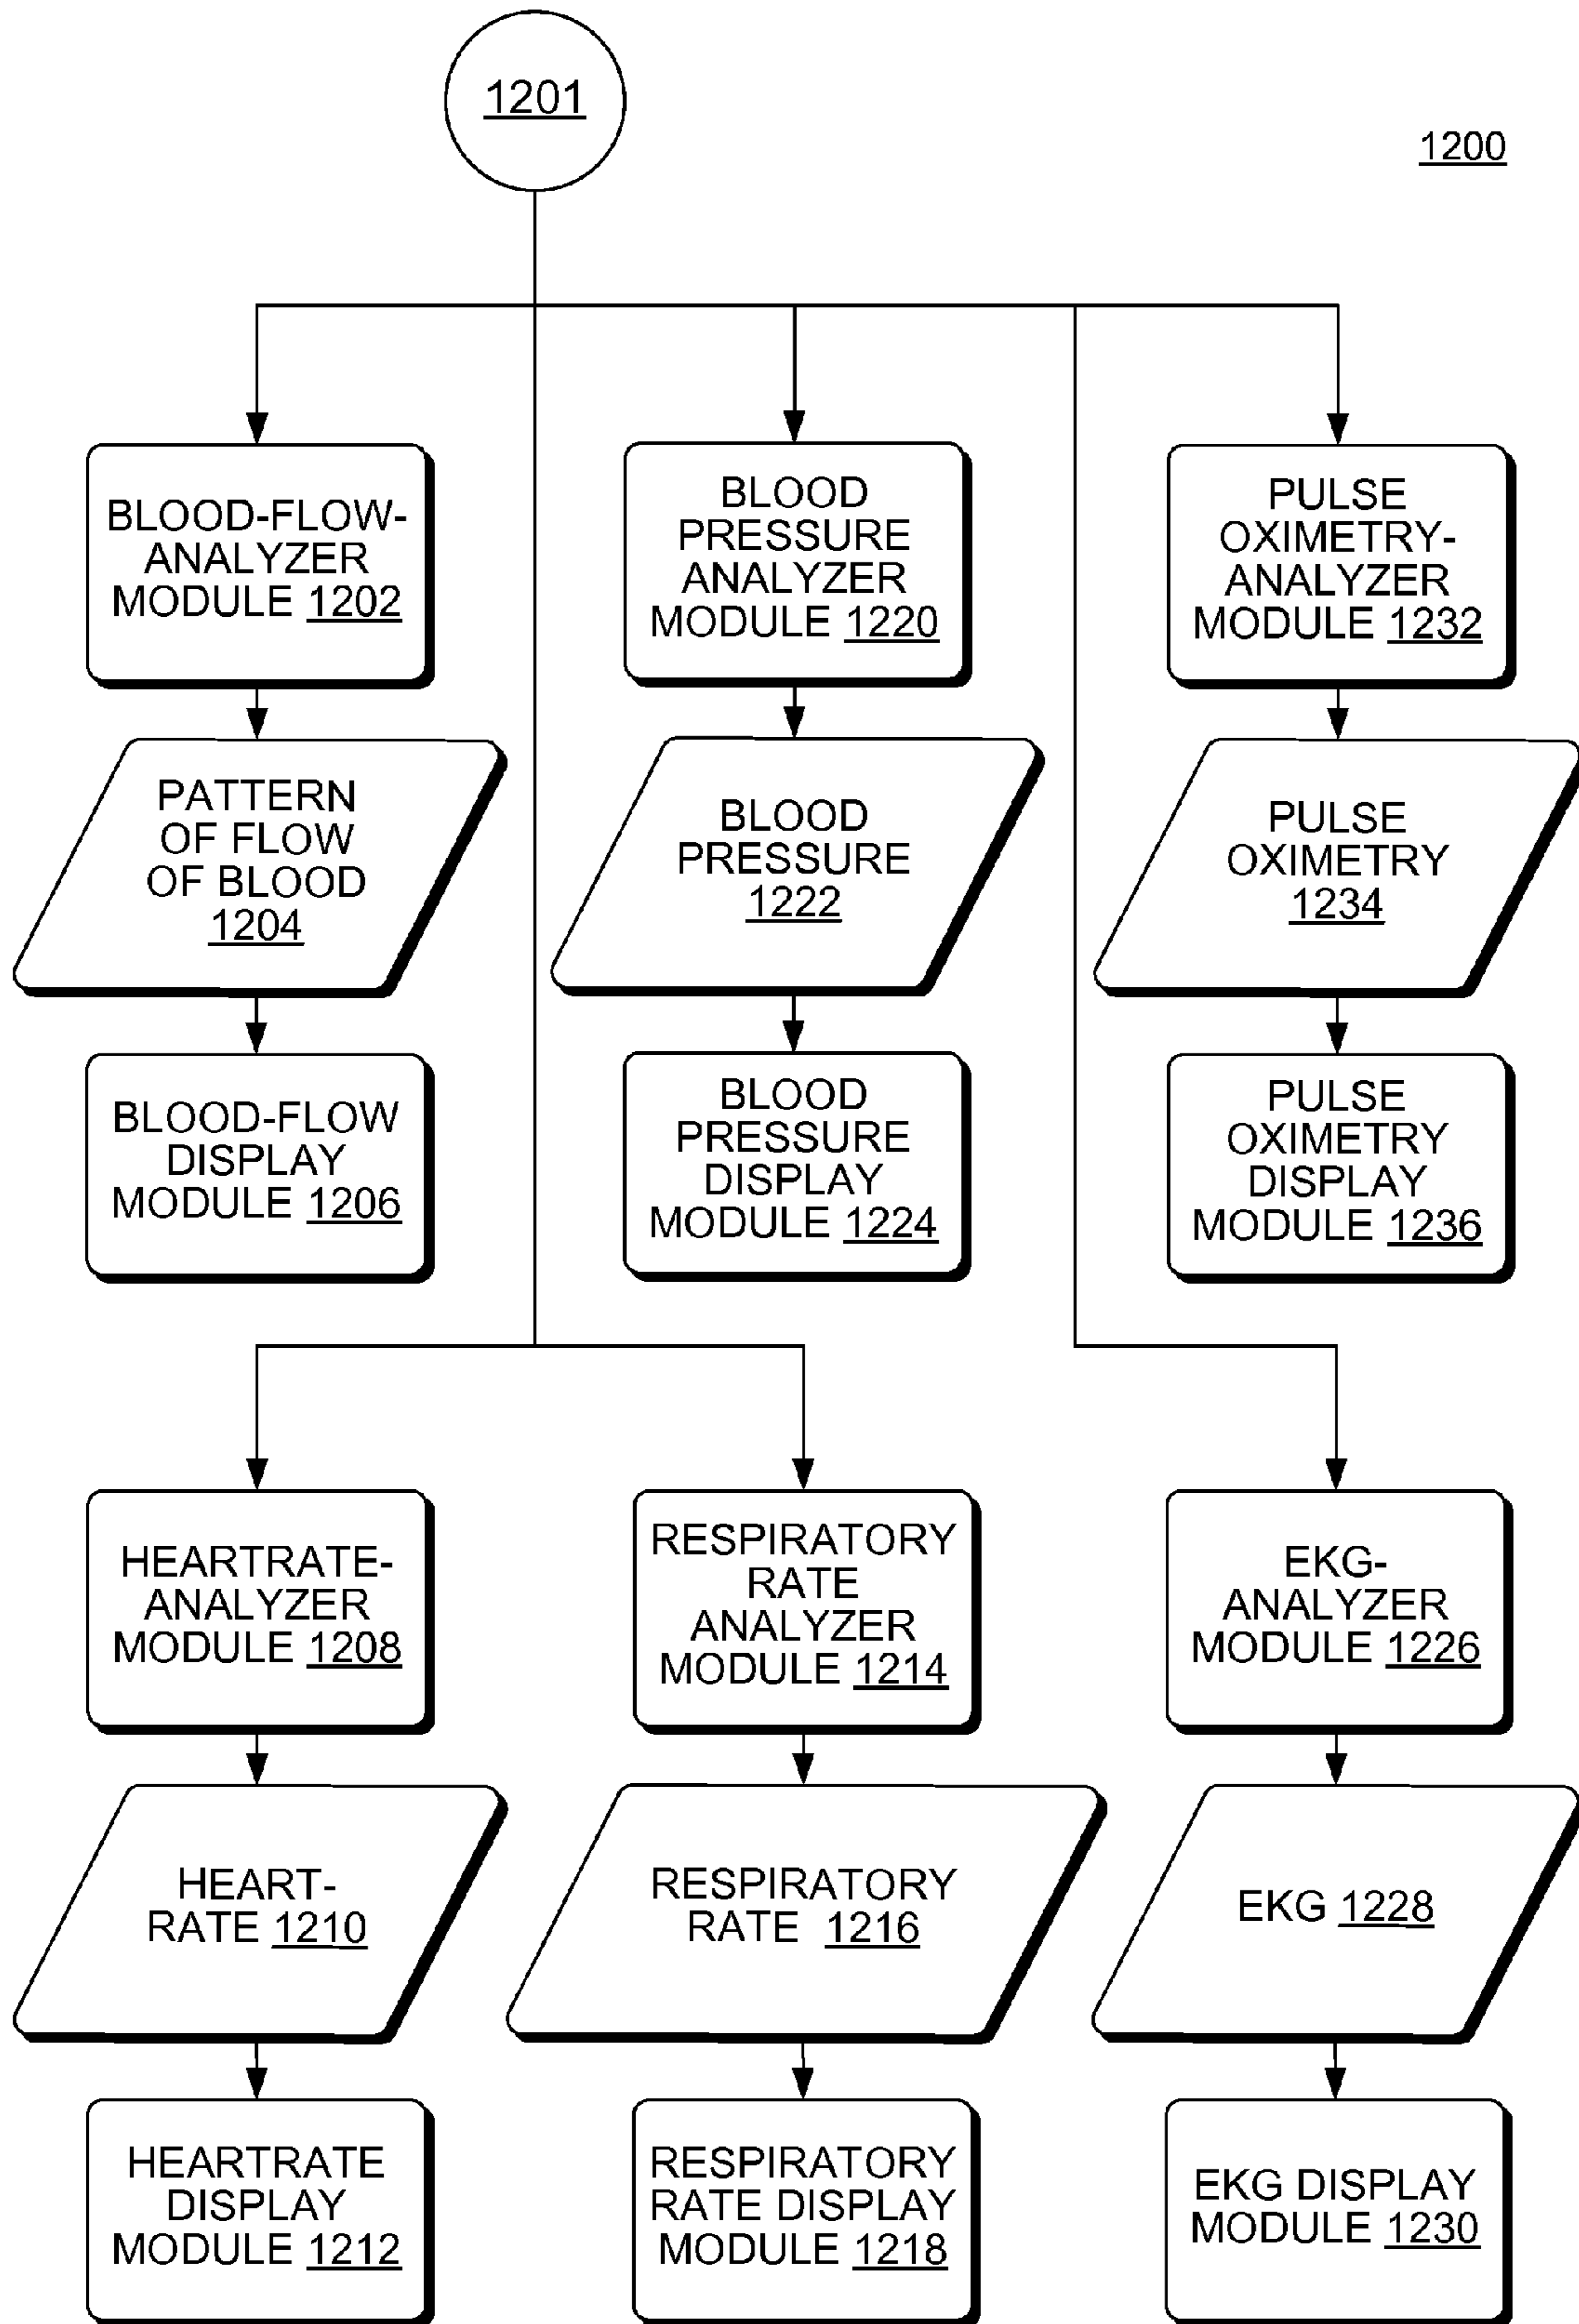 1201
1200
BLOOD-FLOW-
ANALYZER
MODULE 1202
BLOOD
PRESSURE
ANALYZER
MODULE 1220
PULSE
OXIMETRY-
ANALYZER
MODULE 1232
PATTERN
OF FLOW
OF BLOOD
1204
BLOOD
PRESSURE
1222
PULSE
OXIMETRY
1234
BLOOD-FLOW
DISPLAY
MODULE 1206
BLOOD
PRESSURE
DISPLAY
MODULE 1224
PULSE
OXIMETRY
DISPLAY
MODULE 1236
HEARTRATE-
ANALYZER
MODULE 1208
RESPIRATORY
RATE
ANALYZER
MODULE 1214
EKG-
ANALYZER
MODULE 1226
HEART-
RATE 1210
RESPIRATORY
RATE 1216
EKG 1228
HEARTRATE
DISPLAY
MODULE 1212
RESPIRATORY
RATE DISPLAY
MODULE 1218
EKG DISPLAY
MODULE 1230